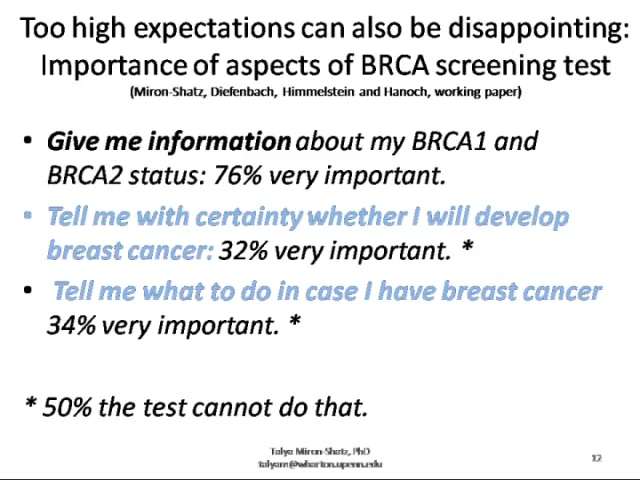 Too high expectations can also be disappointing:
Importance of aspects of BRCA screening test
(Miron-Shatz, Diefenbach, Himmelstein and Hanoch, working paper)
• Give me information about my BRCA1 and
BRCA2 status: 76% very important.
• Tell me with certainty whether I will develop
breast cancer: 32% very important. *
• Tell me what to do in case I have breast cancer
34% very important. *
* 50% the test cannot do that.
Talya Miron-Shatz, PhD
talyam@wharton.upenn.edu
12